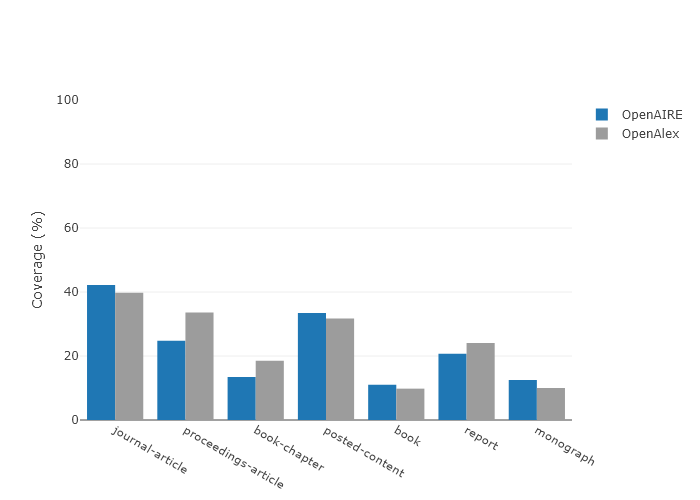 100
80
60
40
20
0
Coverage (%)
journal-article
proceedings-article
book-chapter
posted-content
book
report
monograph
OpenAIRE
OpenAlex